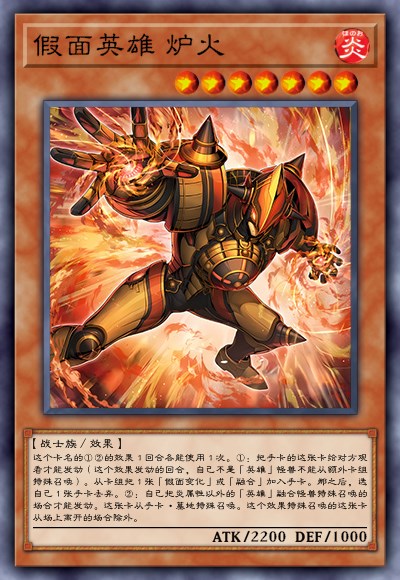 假面英雄 炉火
ほのお
炎
【战士族/效果】
这个卡名的①②的效果1回合各能使用1次。①：把手卡的这张卡给对方观
看才能发动（这个效果发动的回合，自己不是「英雄」怪兽不能从额外卡组
特殊召唤）。从卡组把1张「假面变化」或「融合」加入手卡。那之后，选
自己1张手卡丢弃。②：自己把炎属性以外的「英雄」融合怪兽特殊召唤的
场合才能发动。这张卡从手卡·墓地特殊召唤。这个效果特殊召唤的这张卡
从场上离开的场合除外。
ATK/2200 DEF/1000